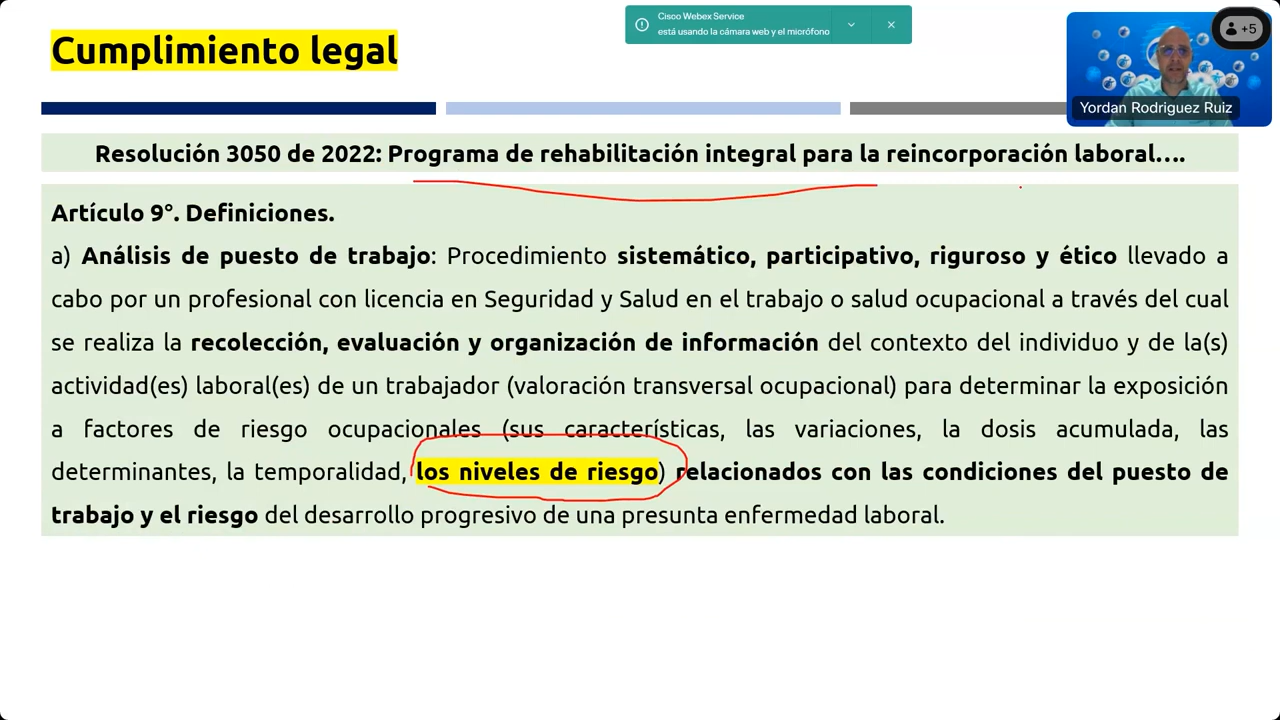 Cumplimiento legal
Cisco Webex Service
está usando la cámara web y el micrófono
+5
Yordan Rodriguez Ruiz
Resolución 3050 de 2022: Programa de rehabilitación integral para la reincorporación laboral….
Artículo 9°. Definiciones.
a) Análisis de puesto de trabajo: Procedimiento sistemático, participativo, riguroso y ético llevado a
cabo por un profesional con licencia en Seguridad y Salud en el trabajo o salud ocupacional a través del cual
se realiza la recolección, evaluación y organización de información del contexto del individuo y de la(s)
actividad(es) laboral(es) de un trabajador (valoración transversal ocupacional) para determinar la exposición
a factores de riesgo ocupacionales (sus características, las variaciones, la dosis acumulada, las
determinantes, la temporalidad, los niveles de riesgo) relacionados con las condiciones del puesto de
trabajo y el riesgo del desarrollo progresivo de una presunta enfermedad laboral.